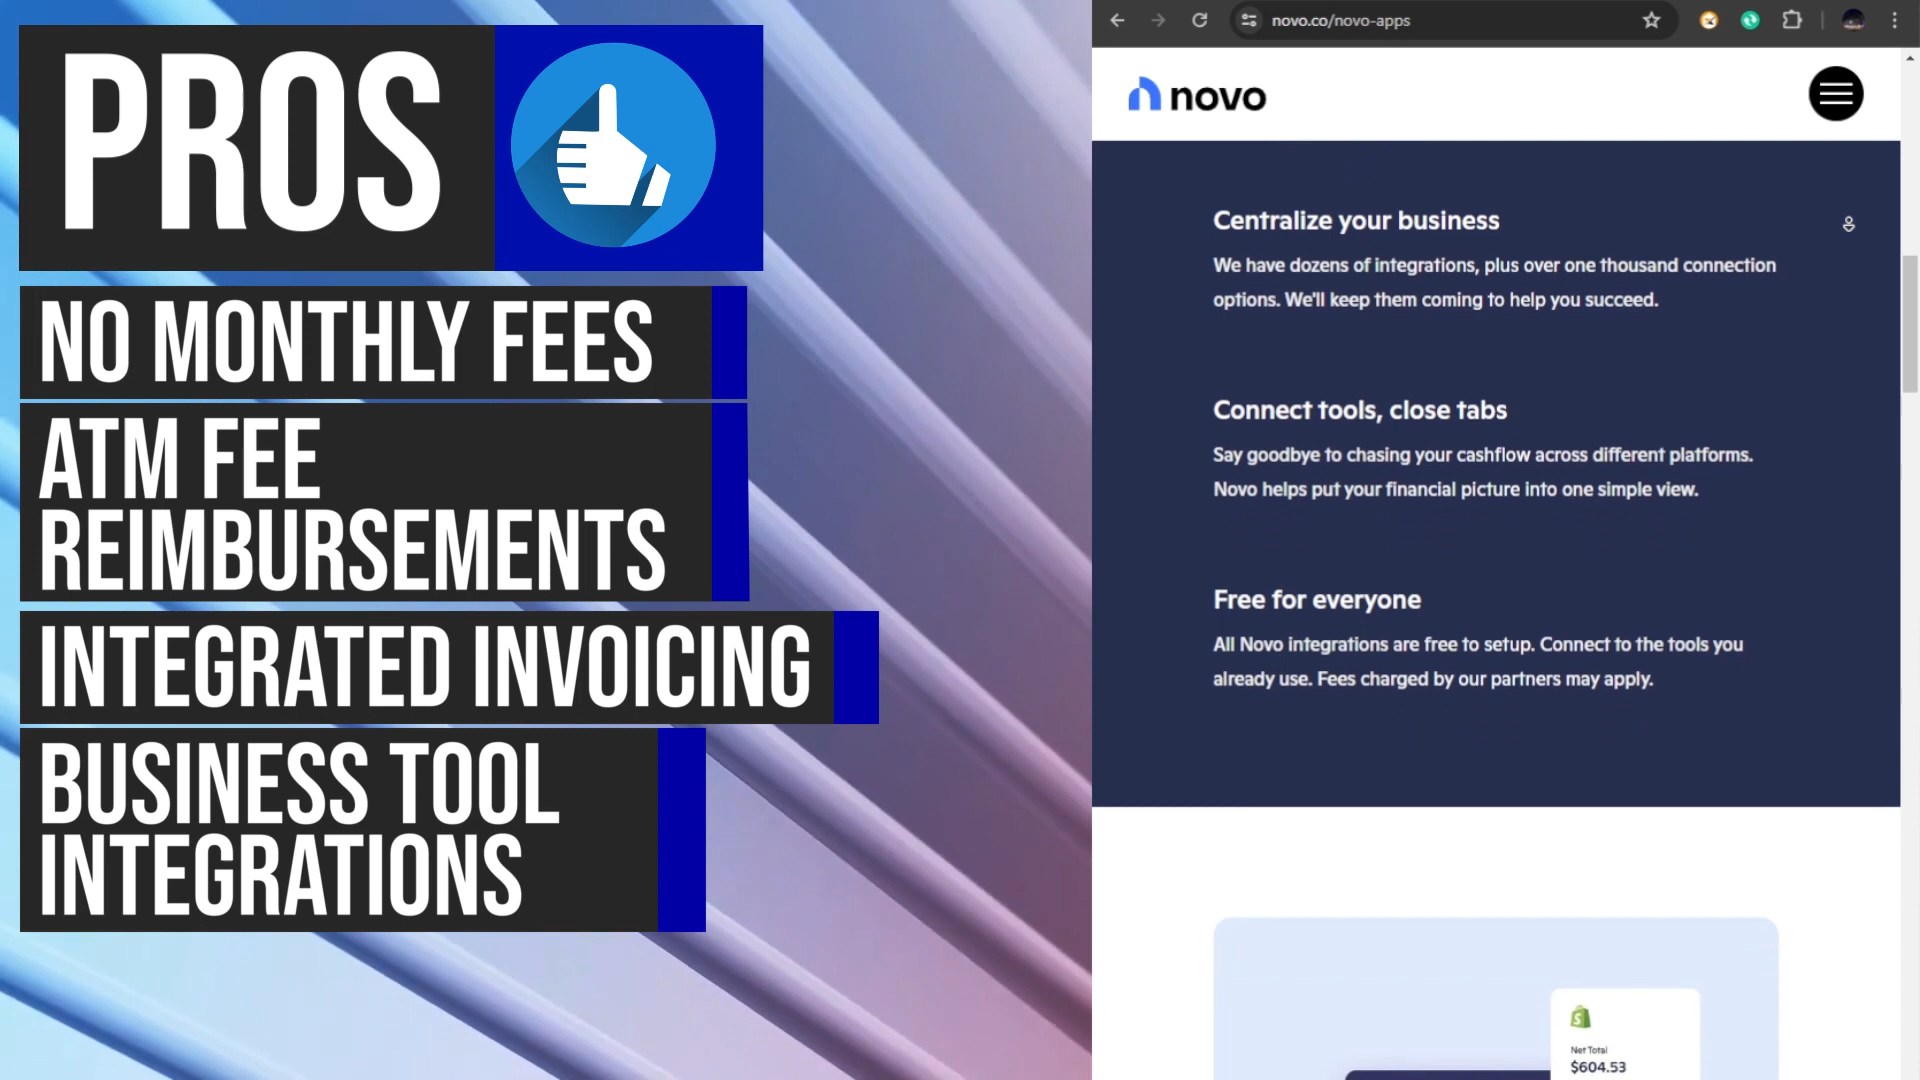 PROS
NO MONTHLY FEES
ATM FEE
REIMBURSEMENTS
INTEGRATED INVOICING
BUSINESS TOOL
INTEGRATIONS
novo.co/novo-apps
novo
Centralize your business
We have dozens of integrations, plus over one thousand connection
options. We'll keep them coming to help you succeed.
Connect tools, close tabs
Say goodbye to chasing your cashflow across different platforms.
Novo helps put your financial picture into one simple view.
Free for everyone
All Novo integrations are free to setup. Connect to the tools you
already use. Fees charged by our partners may apply.
Net Total
$604.53